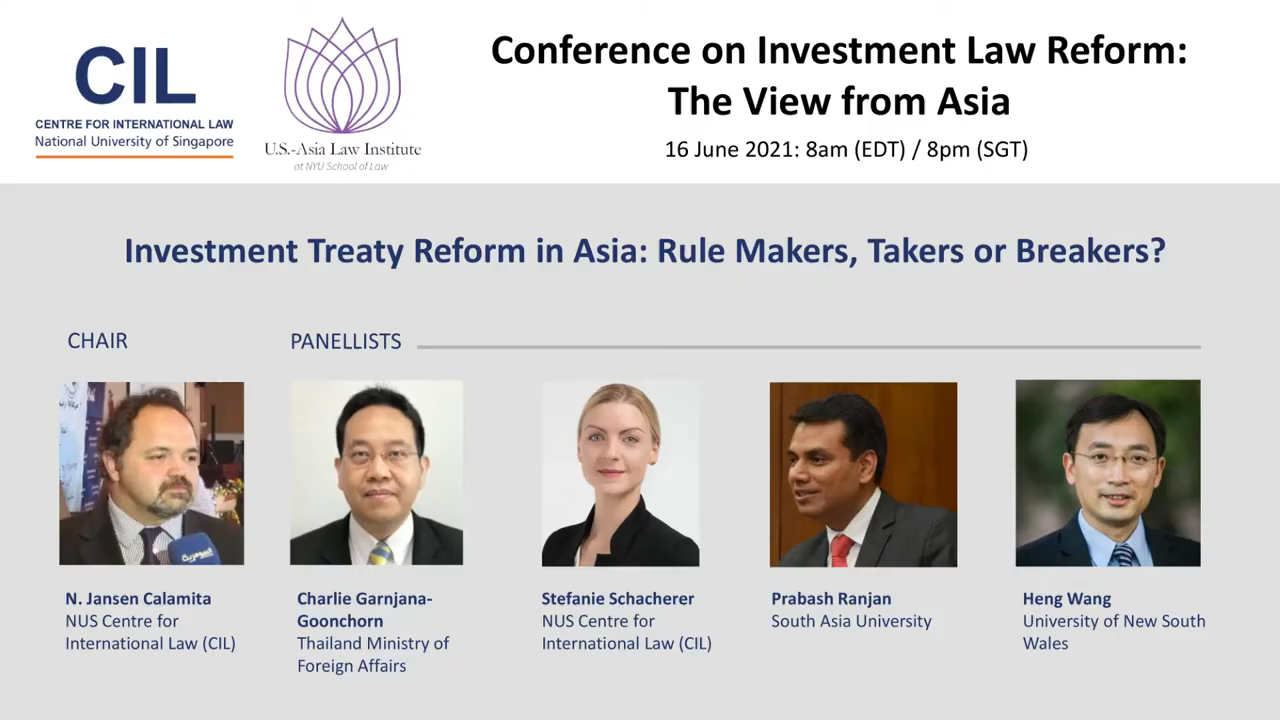 CIL
CENTRE FOR INTERNATIONAL LAW
National University of Singapore
U.S.-Asia Law Institute
at NYU School of Law
Conference on Investment Law Reform:
The View from Asia
16 June 2021: 8am (EDT) / 8pm (SGT)
Investment Treaty Reform in Asia: Rule Makers, Takers or Breakers?
CHAIR
PANELLISTS
N. Jansen Calamita
NUS Centre for
International Law (CIL)
Charlie Garnjana-
Goonchorn
Thailand Ministry of
Foreign Affairs
Stefanie Schacherer
NUS Centre for
International Law (CIL)
Prabash Ranjan
South Asia University
Heng Wang
University of New South
Wales